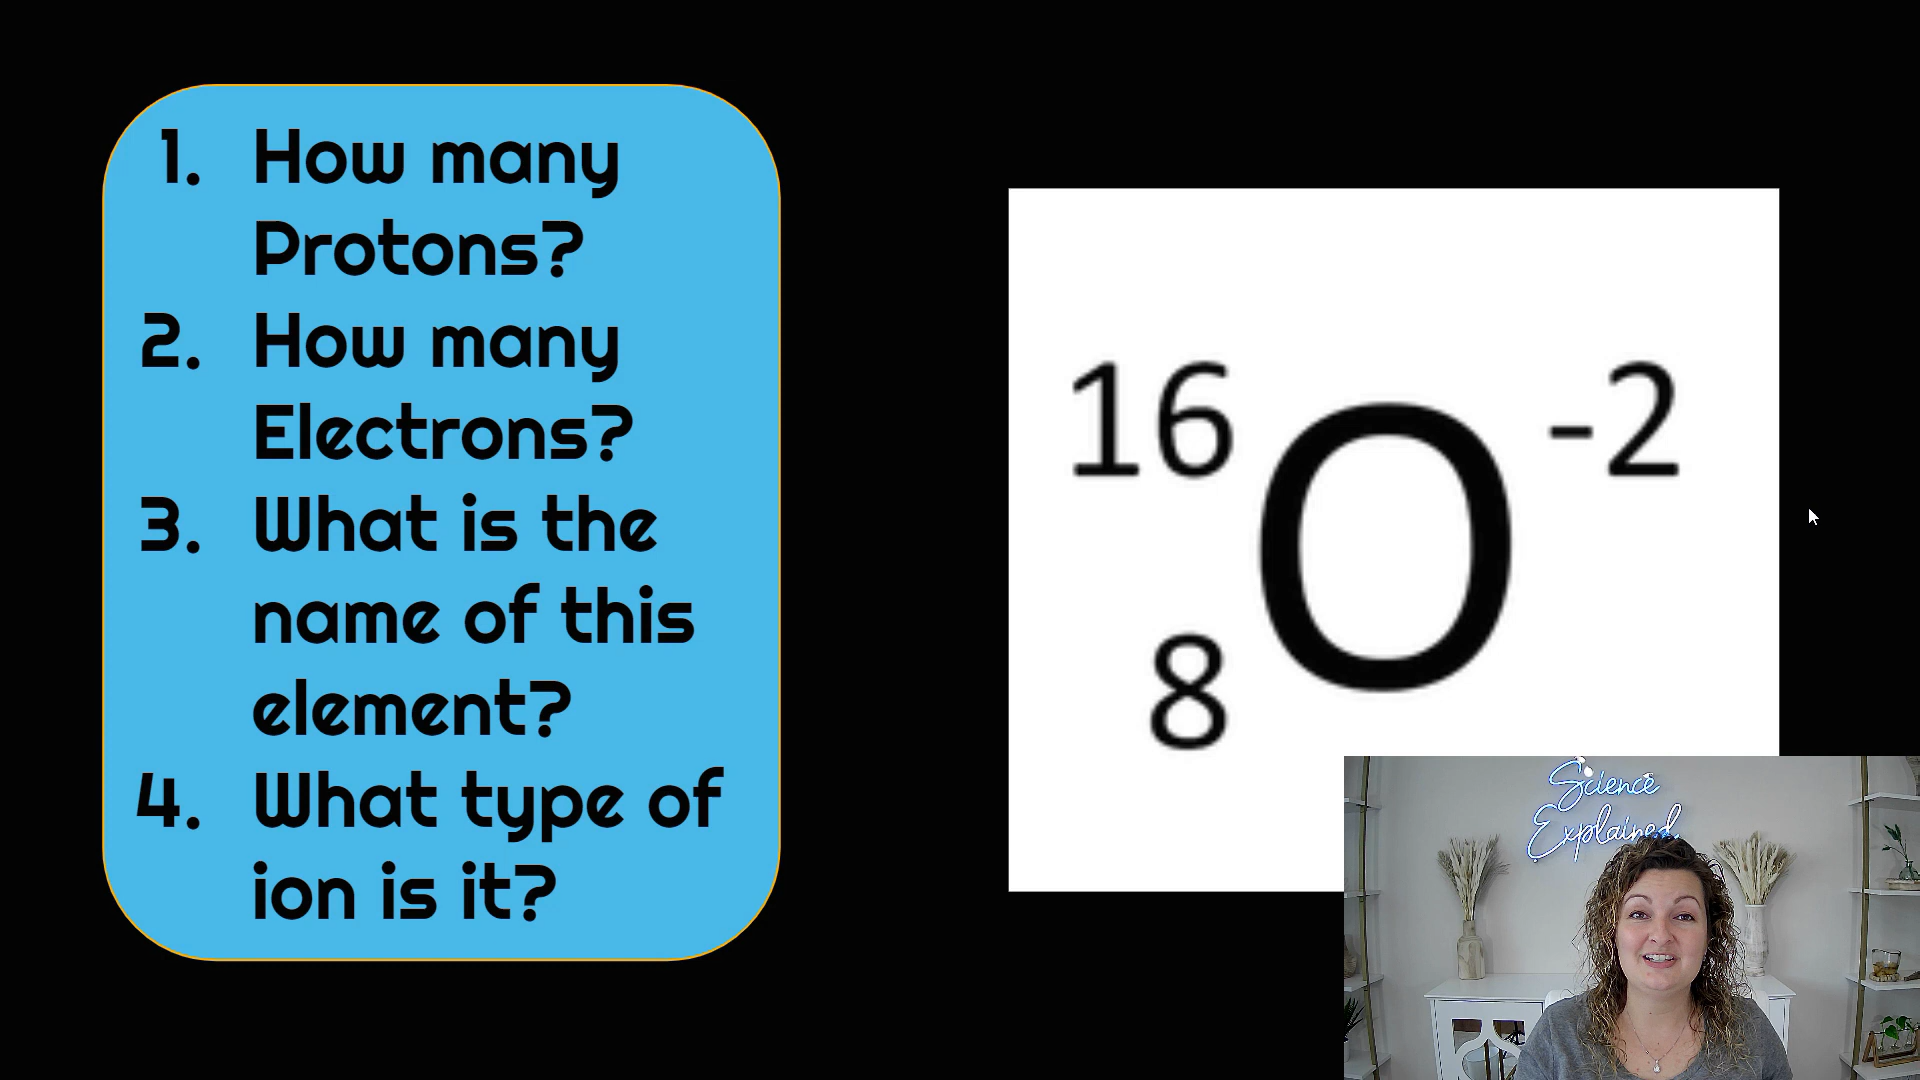 1. How many
Protons?
2. How many
Electrons?
3. What is the
name of this
element?
4. What type of
ion is it?
16 O -2
8
Science
Explained